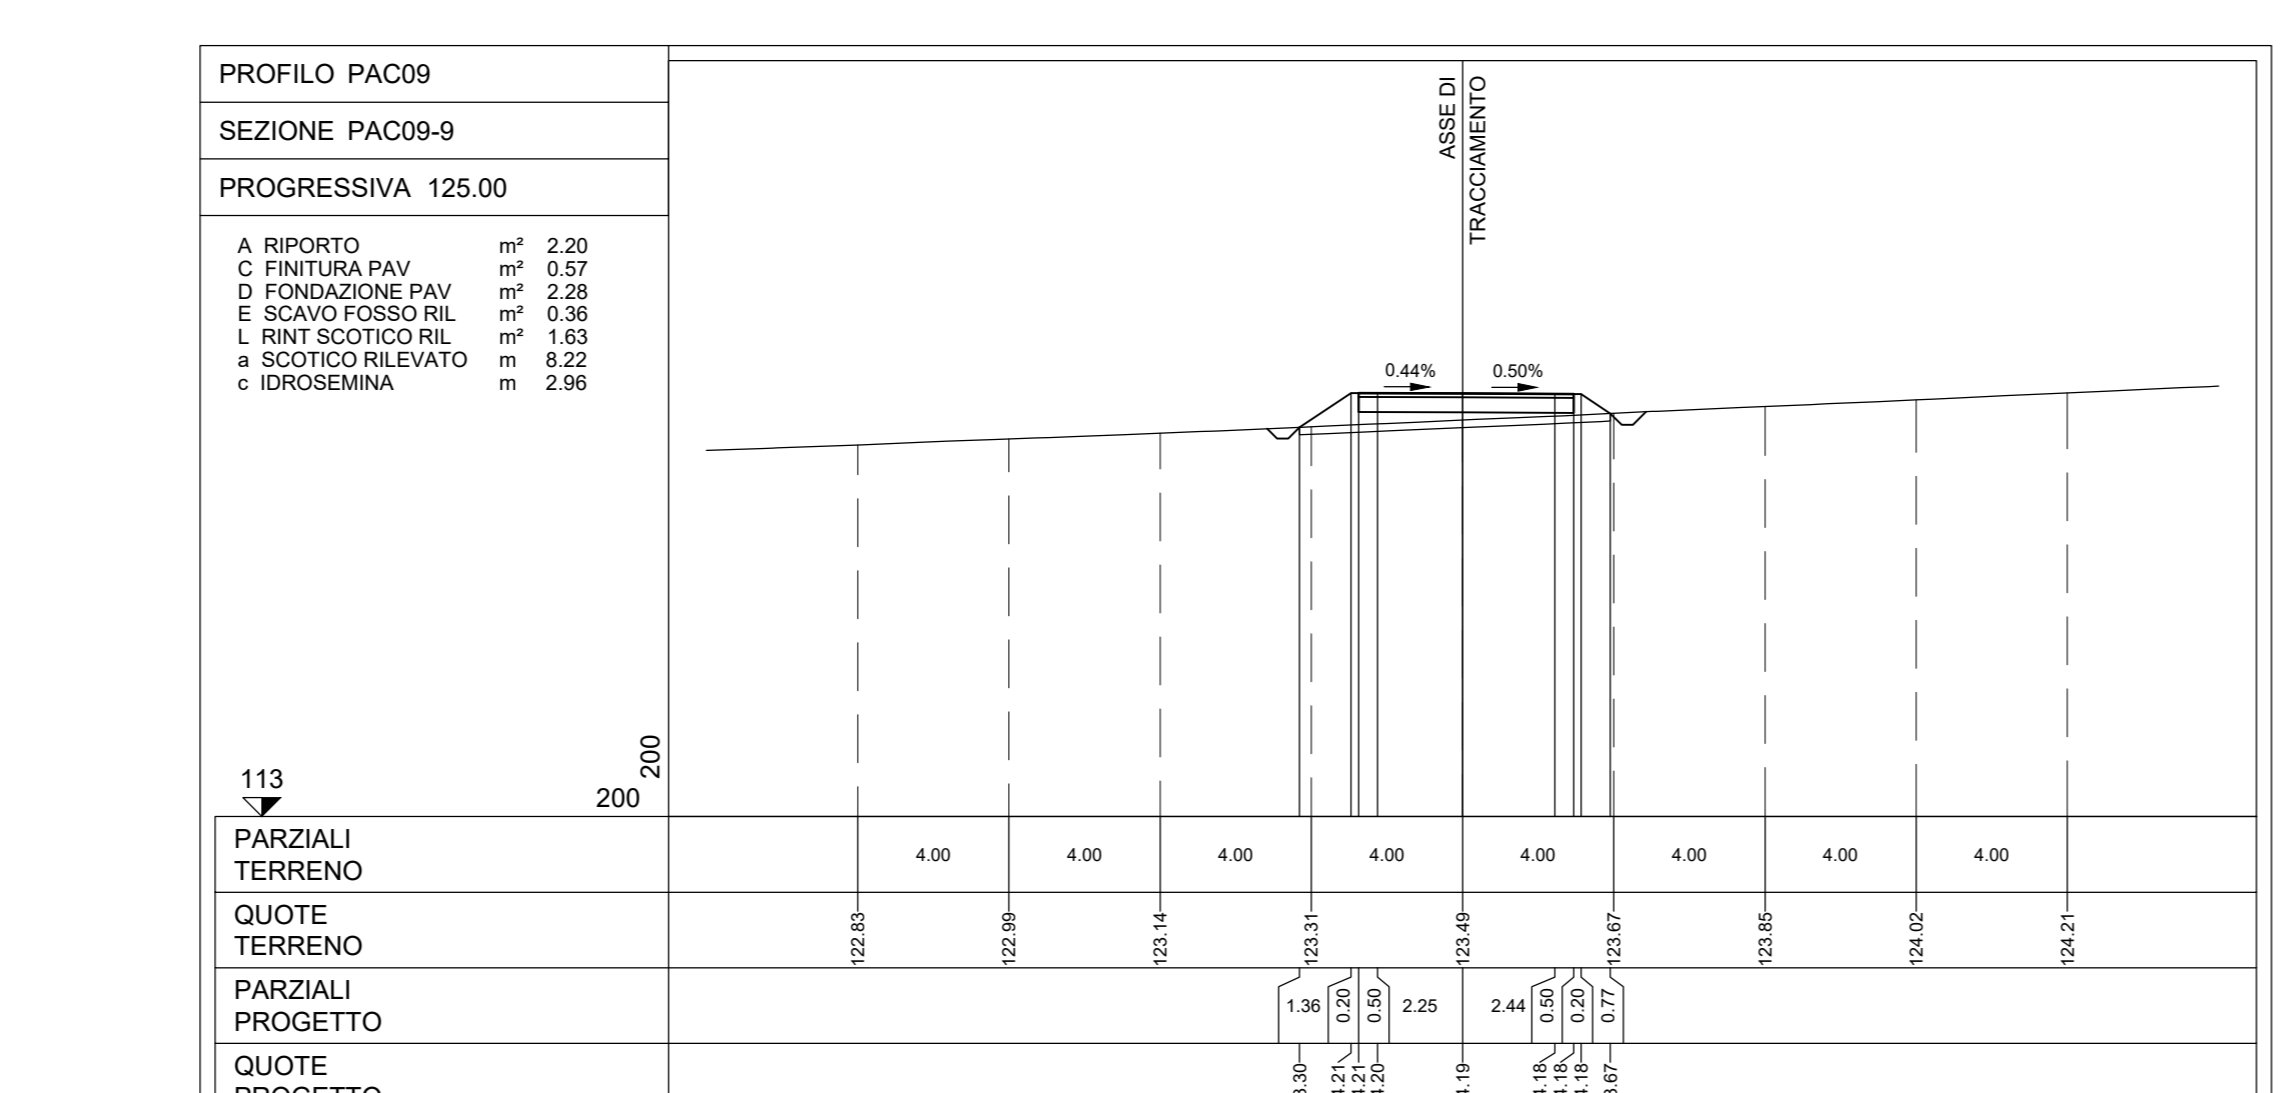 PROFILO PAC09
SEZIONE PAC09-9
PROGRESSIVA 125.00
A RIPORTO m² 2.20
C FINITURA PAV m² 0.57
D FONDAZIONE PAV m² 2.28
E SCAVO FOSSO RIL m² 0.36
L RINT SCOTICO RIL m² 1.63
a SCOTICO RILEVATO m 8.22
c IDROSEMINA m 2.96
ASSE DI
TRACCIAMENTO
0.44% 0.50%
113
200
200
PARZIALI
TERRENO
4.00 4.00 4.00 4.00 4.00 4.00 4.00 4.00
QUOTE
TERRENO
122.83 122.99 123.14 123.31 123.49 123.67 123.85 124.02 124.21
PARZIALI
PROGETTO
1.36 0.20 0.50 2.25 2.44 0.50 0.20 0.77
QUOTE
PROGETTO